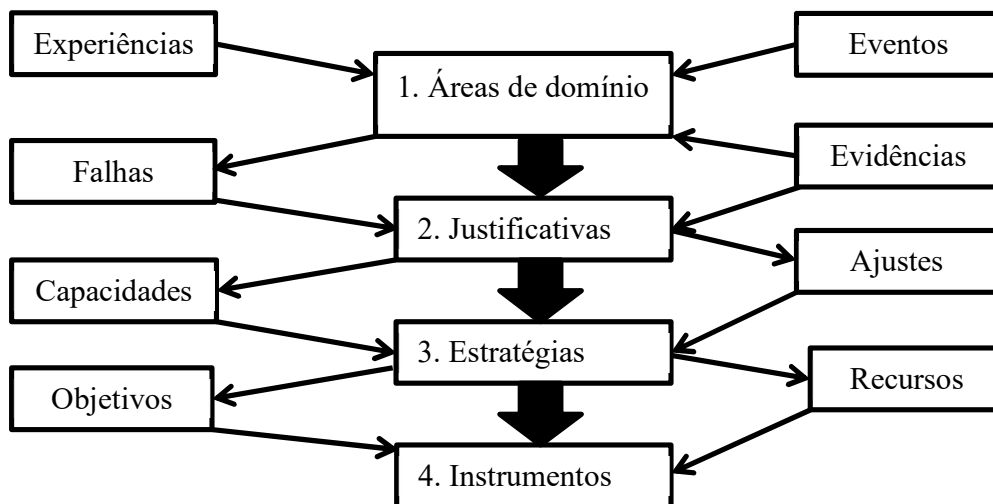 Experiências
Eventos
1. Áreas de domínio
Falhas
Evidências
2. Justificativas
Capacidades
Ajustes
3. Estratégias
Objetivos
Recursos
4. Instrumentos